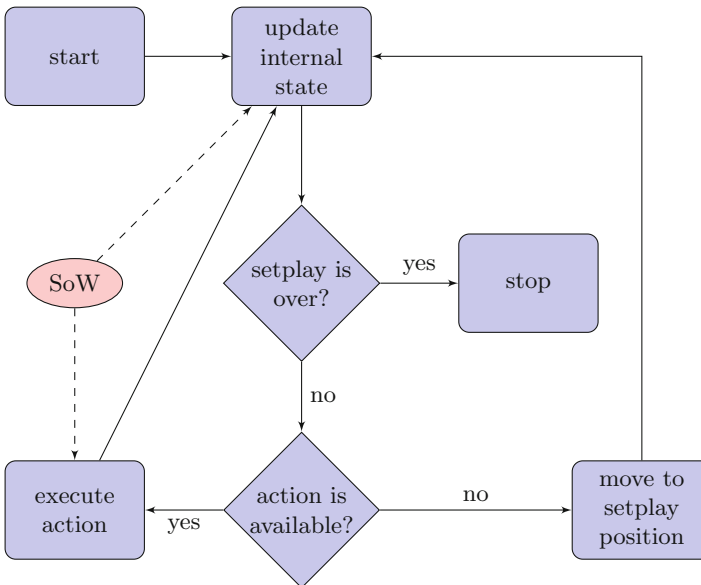 start
update
internal
state
SoW
setplay is
over?
yes
stop
no
execute
action
yes
action is
available?
no
move to
setplay
position